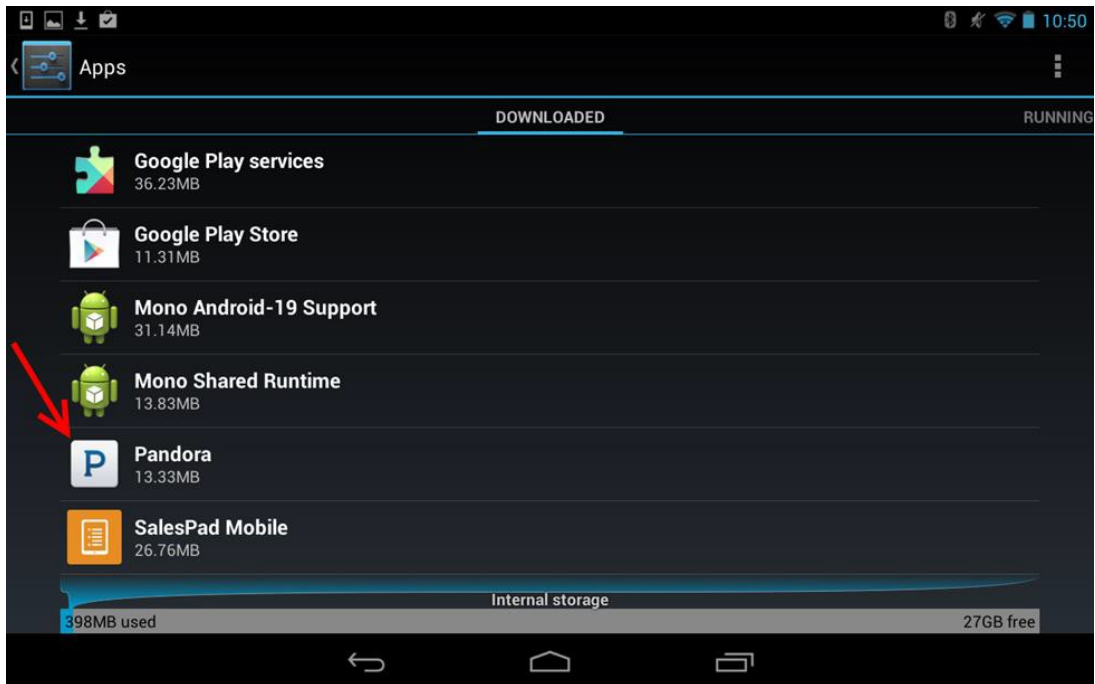 10:50
Apps
DOWNLOADED
RUNNING
Google Play services
36.23MB
Google Play Store
11.31MB
Mono Android-19 Support
31.14MB
Mono Shared Runtime
13.83MB
P
Pandora
13.33MB
SalesPad Mobile
26.76MB
Internal storage
398MB used
27GB free